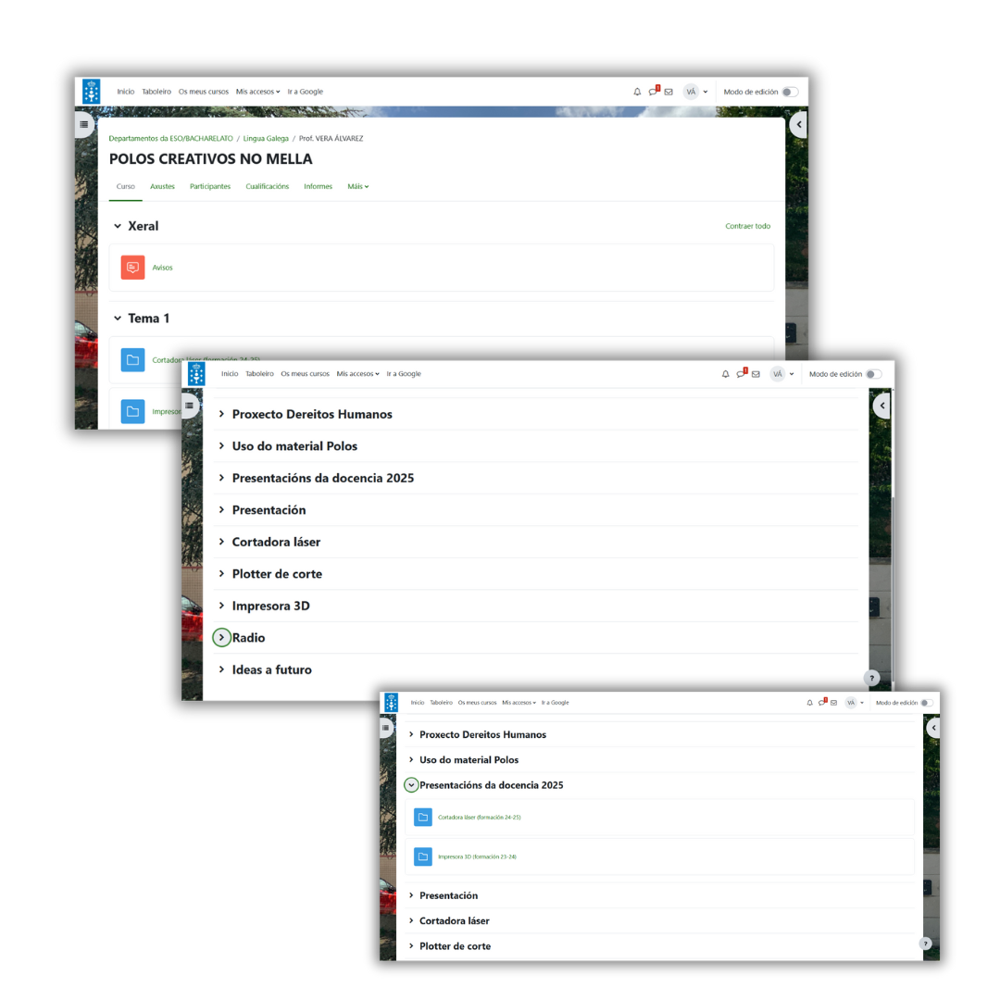 Inicio Taboleiro Os meus cursos Mis accesos Ir a Google 1 VÁ Modo de edición
Departamentos da ESO/BACHARELATO / Lingua Galega / Prof. VERA ÁLVAREZ
POLOS CREATIVOS NO MELLA
Curso Axustes Participantes Cualificacións Informes Máis
Xeral Contraer todo
Avisos
Tema 1
Cortadora láser (formación 24-25)
Impresor
Inicio Taboleiro Os meus cursos Mis accesos Ir a Google VÁ Modo de edición
Proxecto Dereitos Humanos
Uso do material Polos
Presentacións da docencia 2025
Presentación
Cortadora láser
Plotter de corte
Impresora 3D
Radio
Ideas a futuro
?
Inicio Taboleiro Os meus cursos Mis accesos Ir a Google VÁ Modo de edición
Proxecto Dereitos Humanos
Uso do material Polos
Presentacións da docencia 2025
Cortadora láser (formación 24-25)
Impresora 3D (formación 23-24)
Presentación
Cortadora láser
Plotter de corte
?